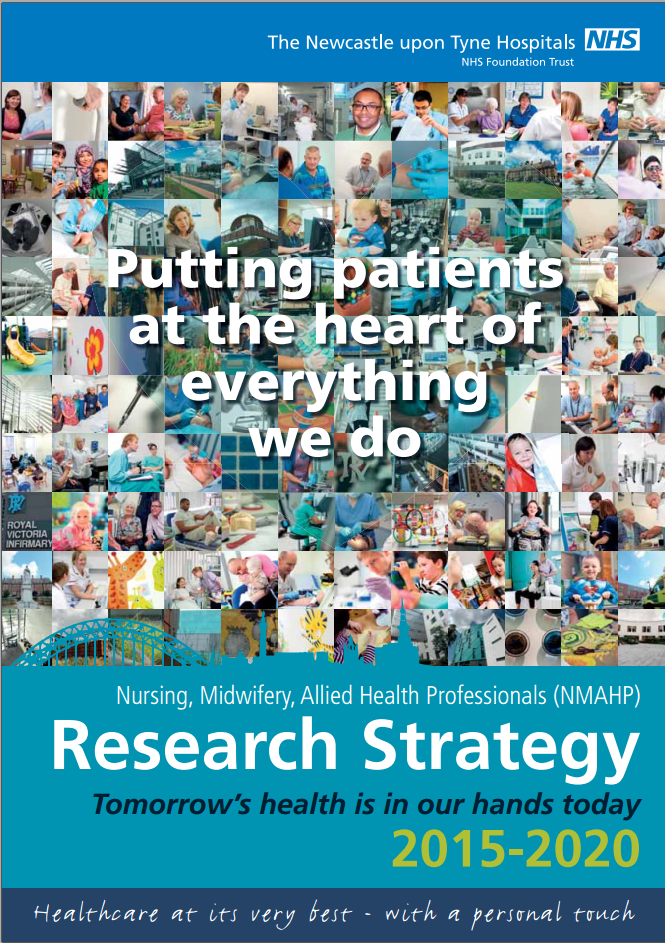 The Newcastle upon Tyne Hospitals NHS
NHS Foundation Trust
Putting patients
at the heart of
everything
we do
ROYAL
VICTORIA
INFIRMARY
Nursing, Midwifery, Allied Health Professionals (NMAHP)
Research Strategy
Tomorrow's health is in our hands today
2015-2020
Healthcare at its very best - with a personal touch